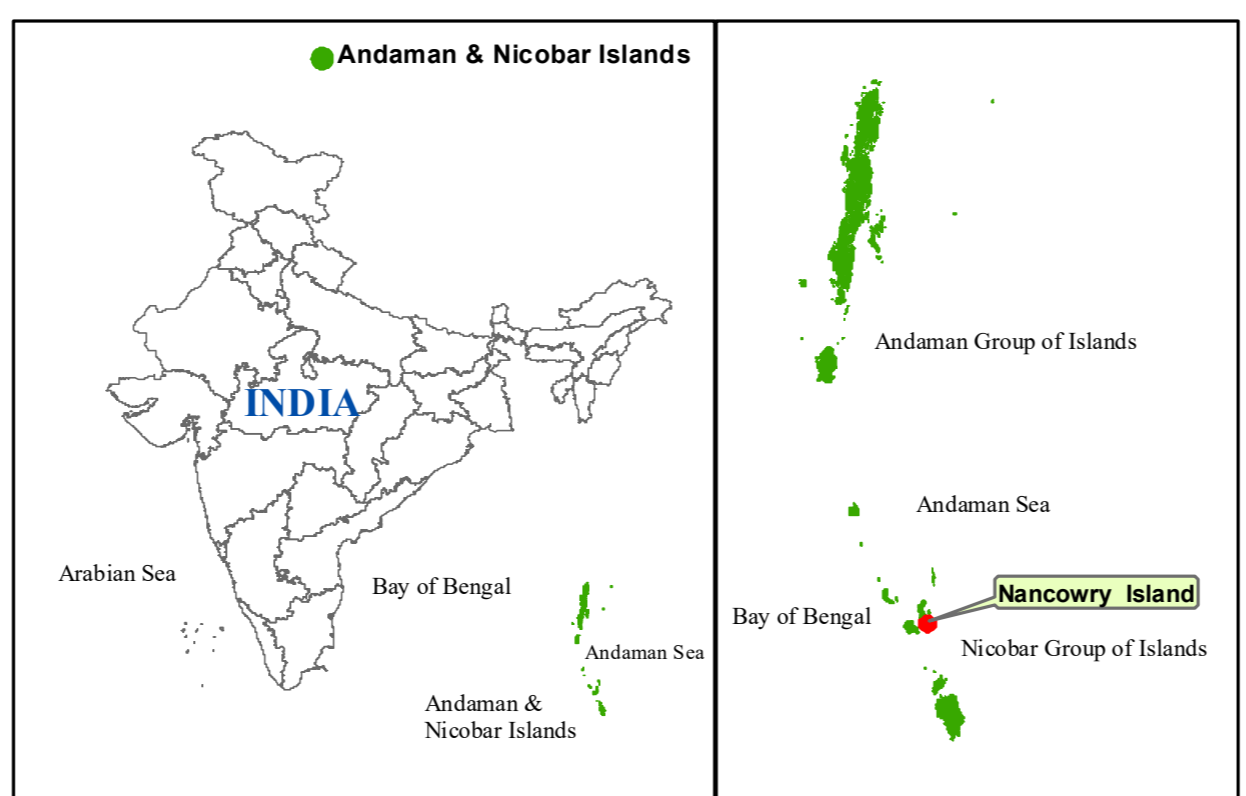 Andaman & Nicobar Islands
INDIA
Arabian Sea
Bay of Bengal
Andaman Sea
Andaman &
Nicobar Islands
Andaman Group of Islands
Andaman Sea
Nancowry Island
Bay of Bengal
Nicobar Group of Islands